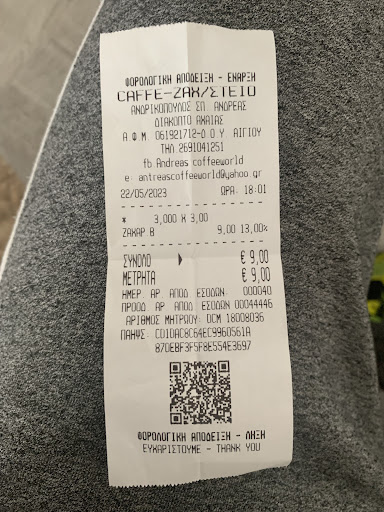 ΦΟΡΟΛΟΓΙΚΗ ΑΠΟΔΕΙΞΗ - ΕΝΑΡΞΗ
CAFFE-ZAX/ΣΤΕΙΟ
ΑΝΔΡΙΚΟΠΟΥΛΟΣ ΣΠ. ΑΝΔΡΕΑΣ
ΔΙΑΚΟΠΤΟ ΑΧΑΙΑΣ
Α.Φ.Μ. 061921712-Δ.Ο.Υ. ΑΙΓΙΟΥ
ΤΗΛ.2691041251
fb Andreas coffeeworld
e: antreascoffeeworld@yahoo.gr
22/05/2023 ΩΡΑ: 18:01
* 3,000 X 3,00
ΖΑΧΑΡ.Β 9,00 13,00%
ΣΥΝΟΛΟ € 9,00
ΜΕΤΡΗΤΑ € 9,00
ΗΜΕΡ. ΑΡ. ΑΠΟΔ. ΕΣΟΔΩΝ: 000040
ΠΡΟΟΔ. ΑΡ. ΑΠΟΔ. ΕΣΟΔΩΝ 00044446
ΑΡΙΘΜΟΣ ΜΗΤΡΩΟΥ: DCM 18008036
ΠΑΗΨΣ: CD1DAC8C64EC9960561A
870EBF3F5F8E554E3697
ΦΟΡΟΛΟΓΙΚΗ ΑΠΟΔΕΙΞΗ - ΛΗΞΗ
ΕΥΧΑΡΙΣΤΟΥΜΕ - THANK YOU